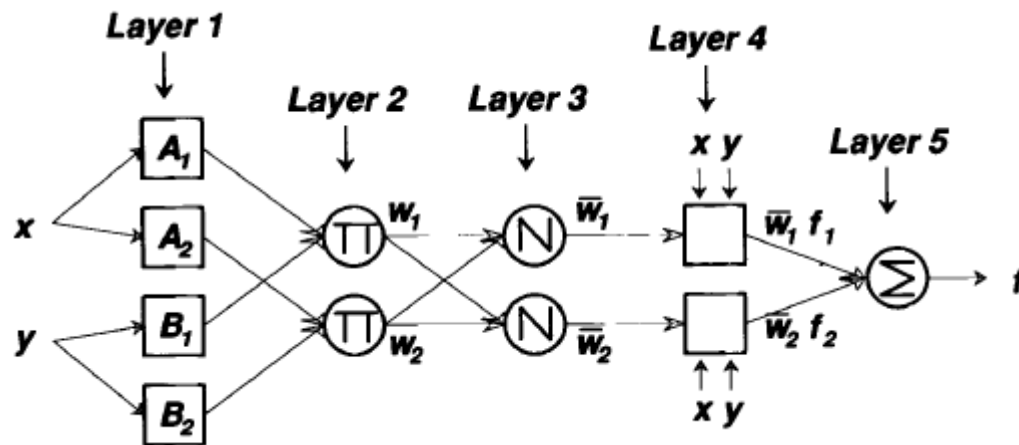 Layer 1
Layer 2
Layer 3
Layer 4
Layer 5
x y
A₁
x
A₂
w₁
w̅₁
w̅₁ f₁
Π
N
Σ
f
y
B₁
Π
N
w₂
w̅₂
w̅₂ f₂
B₂
x y